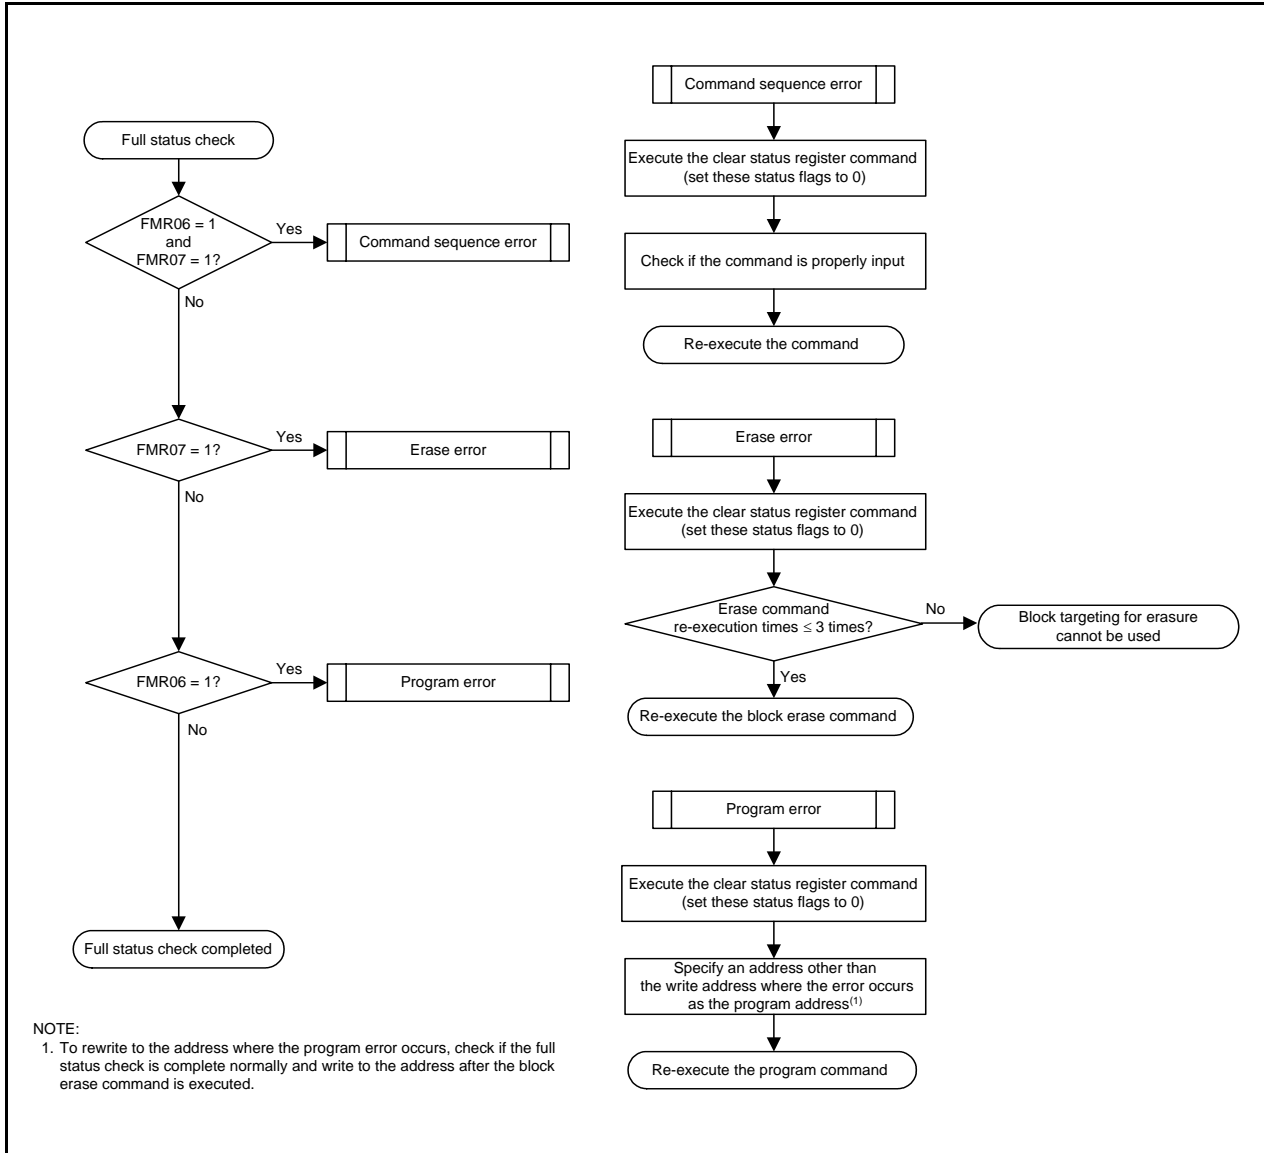 Full status check
FMR06 = 1
and
FMR07 = 1?
Yes
Command sequence error
No
FMR07 = 1?
Yes
Erase error
No
FMR06 = 1?
Yes
Program error
No
Full status check completed
NOTE:
1. To rewrite to the address where the program error occurs, check if the full
status check is complete normally and write to the address after the block
erase command is executed.
Command sequence error
Execute the clear status register command
(set these status flags to 0)
Check if the command is properly input
Re-execute the command
Erase error
Execute the clear status register command
(set these status flags to 0)
Erase command
re-execution times ≤ 3 times?
No
Block targeting for erasure
cannot be used
Yes
Re-execute the block erase command
Program error
Execute the clear status register command
(set these status flags to 0)
Specify an address other than
the write address where the error occurs
as the program address(1)
Re-execute the program command